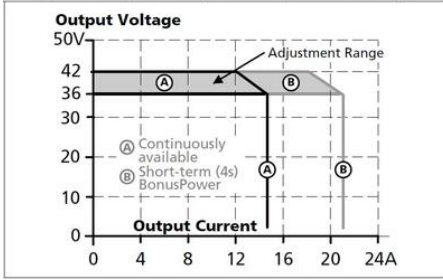 Output Voltage
50V
42
Adjustment Range
A
B
36
30
A Continuously
available
20
B Short-term (4s)
BonusPower
A
B
10
Output Current
0
0 4 8 12 16 20 24A